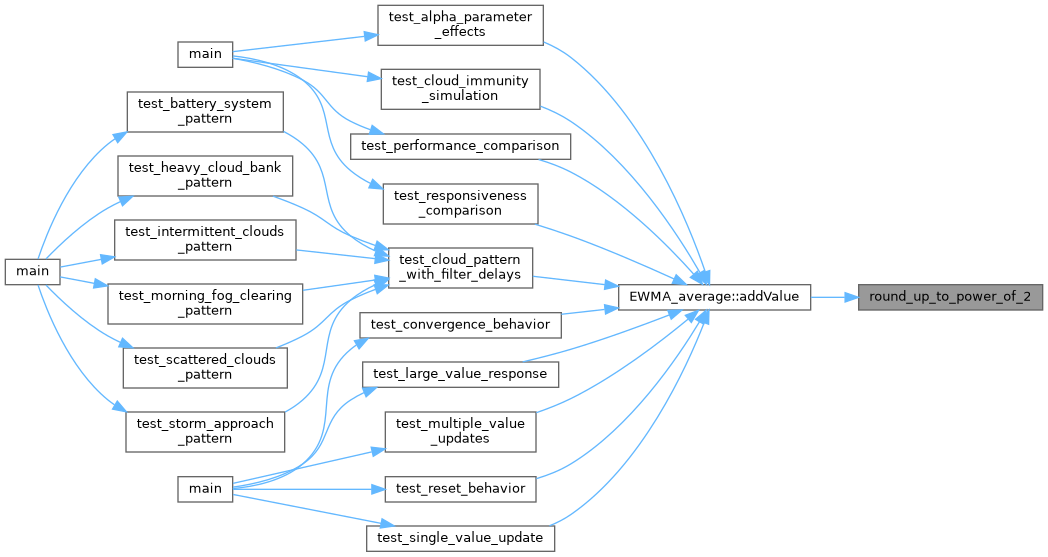 test_alpha_parameter
_effects
main
test_cloud_immunity
_simulation
test_battery_system
_pattern
test_performance_comparison
test_heavy_cloud_bank
_pattern
test_responsiveness
_comparison
test_intermittent_clouds
_pattern
test_cloud_pattern
_with_filter_delays
main
test_morning_fog_clearing
_pattern
EWMA_average::addValue
round_up_to_power_of_2
test_convergence_behavior
test_scattered_clouds
_pattern
test_large_value_response
test_storm_approach
_pattern
test_multiple_value
_updates
main
test_reset_behavior
test_single_value_update